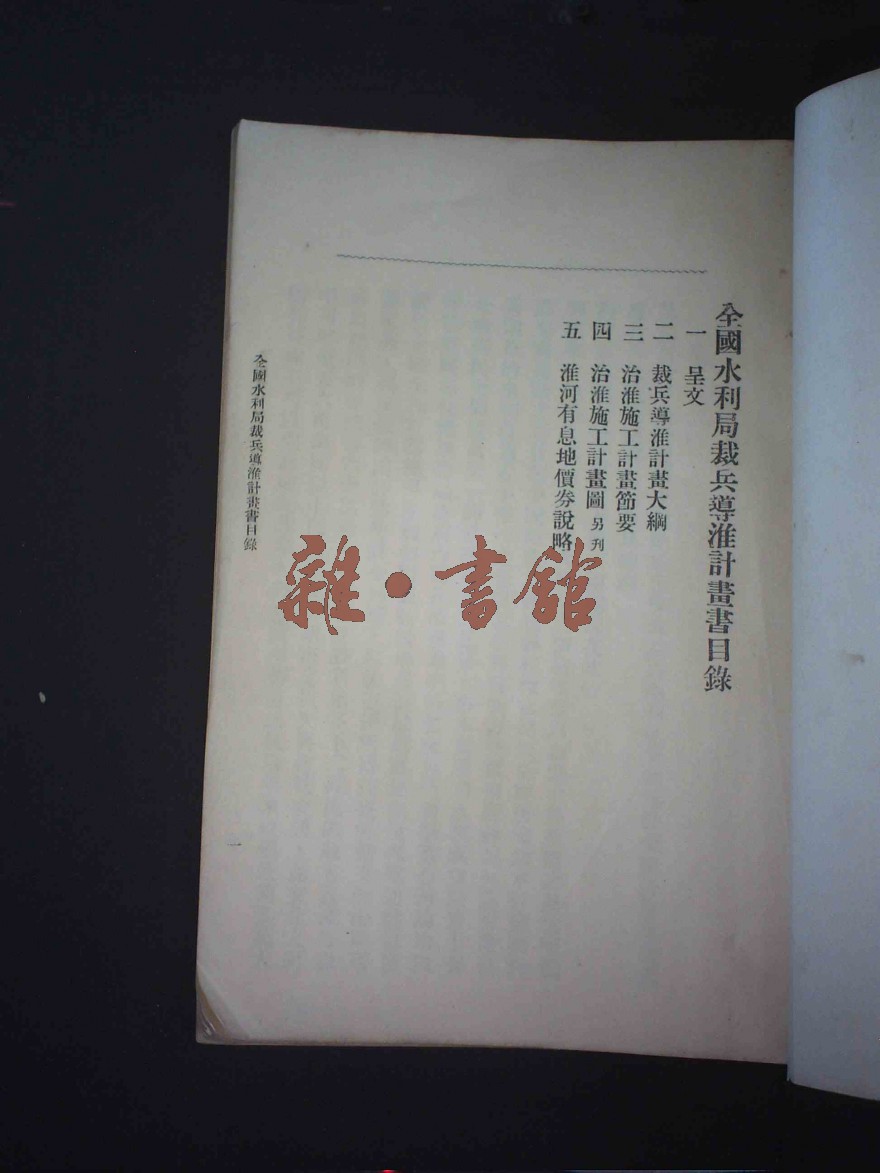 全國水利局裁兵導淮計畫書目錄
一 呈文
二 裁兵導淮計畫大綱
三 治淮施工計畫節要
四 治淮施工計畫圖 另刊
五 淮河有息地價券說略
全國水利局裁兵導淮計畫書目錄
一
雜·書館